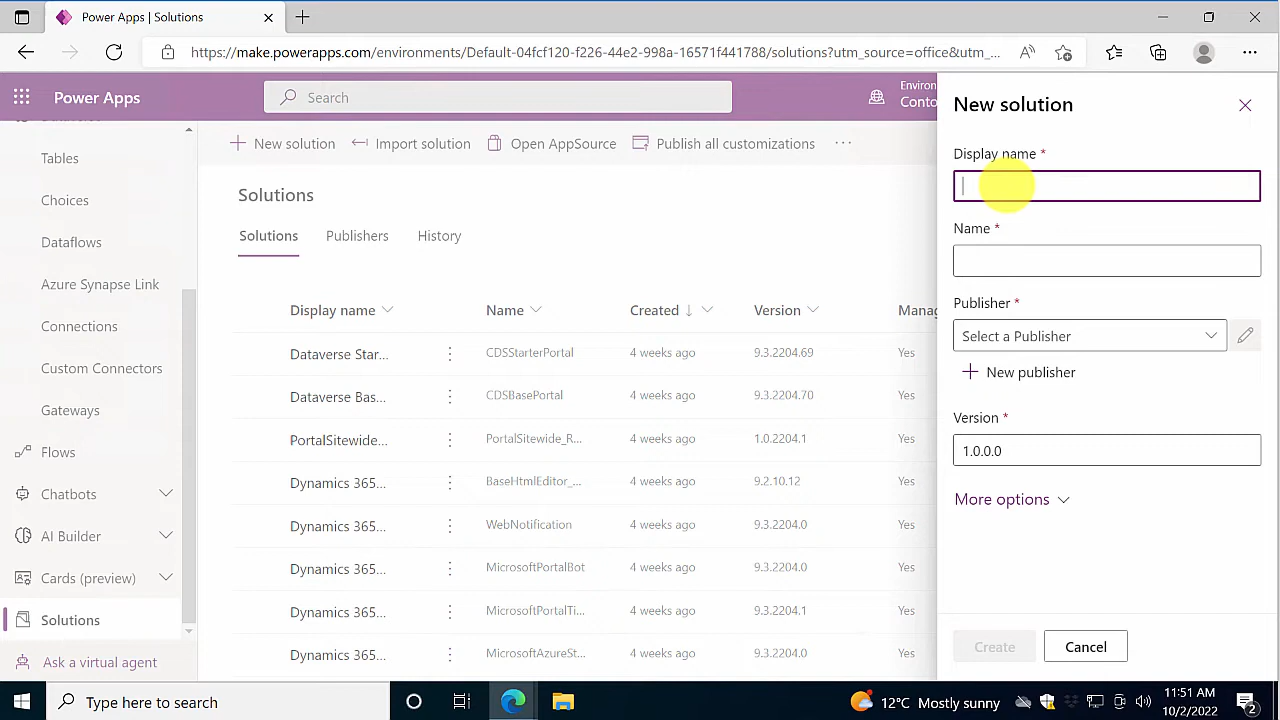 Power Apps | Solutions
https://make.powerapps.com/environments/Default-04fcf120-f226-44e2-998a-16571f441788/solutions?utm_source=office&utm_...
Power Apps
Search
Environ
Conto
Tables
Choices
Dataflows
Azure Synapse Link
Connections
Custom Connectors
Gateways
Flows
Chatbots
AI Builder
Cards (preview)
Solutions
Ask a virtual agent
New solution
Import solution
Open AppSource
Publish all customizations
...
Solutions
Solutions Publishers History
Display name Name Created ↓ Version Manag
Dataverse Star... CDSStarterPortal 4 weeks ago 9.3.2204.69 Yes
Dataverse Bas... CDSBasePortal 4 weeks ago 9.3.2204.70 Yes
PortalSitewide... PortalSitewide_R... 4 weeks ago 1.0.2204.1 Yes
Dynamics 365... BaseHtmlEditor_... 4 weeks ago 9.2.10.12 Yes
Dynamics 365... WebNotification 4 weeks ago 9.3.2204.0 Yes
Dynamics 365... MicrosoftPortalBot 4 weeks ago 9.3.2204.0 Yes
Dynamics 365... MicrosoftPortalTi... 4 weeks ago 9.3.2204.1 Yes
Dynamics 365... MicrosoftAzureSt... 4 weeks ago 9.3.2204.0 Yes
New solution
Display name *
Name *
Publisher *
Select a Publisher
New publisher
Version *
1.0.0.0
More options
Create
Cancel
Type here to search
12°C Mostly sunny
11:51 AM
10/2/2022
2